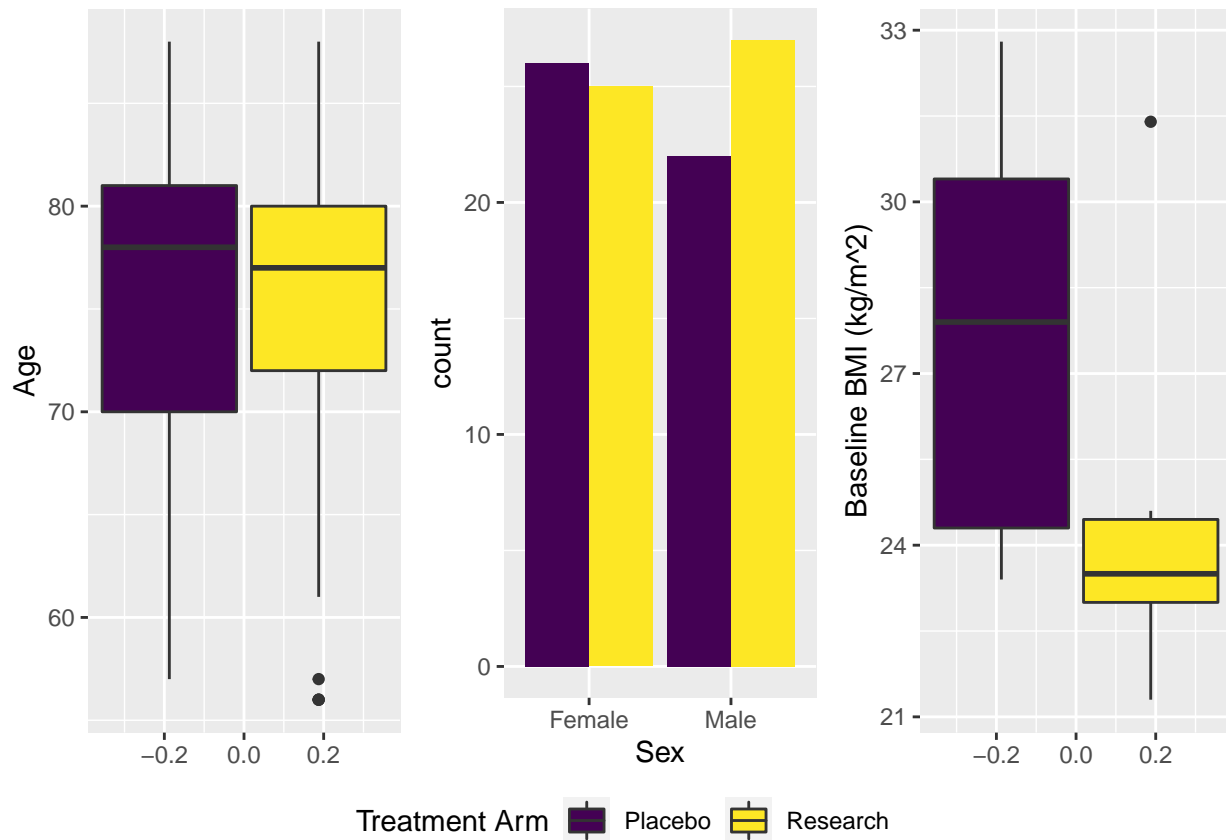 Age
80
70
60
−0.2
0.0
0.2
count
20
10
0
Female
Male
Sex
Baseline BMI (kg/m^2)
33
30
27
24
21
−0.2
0.0
0.2
Treatment Arm
Placebo
Research